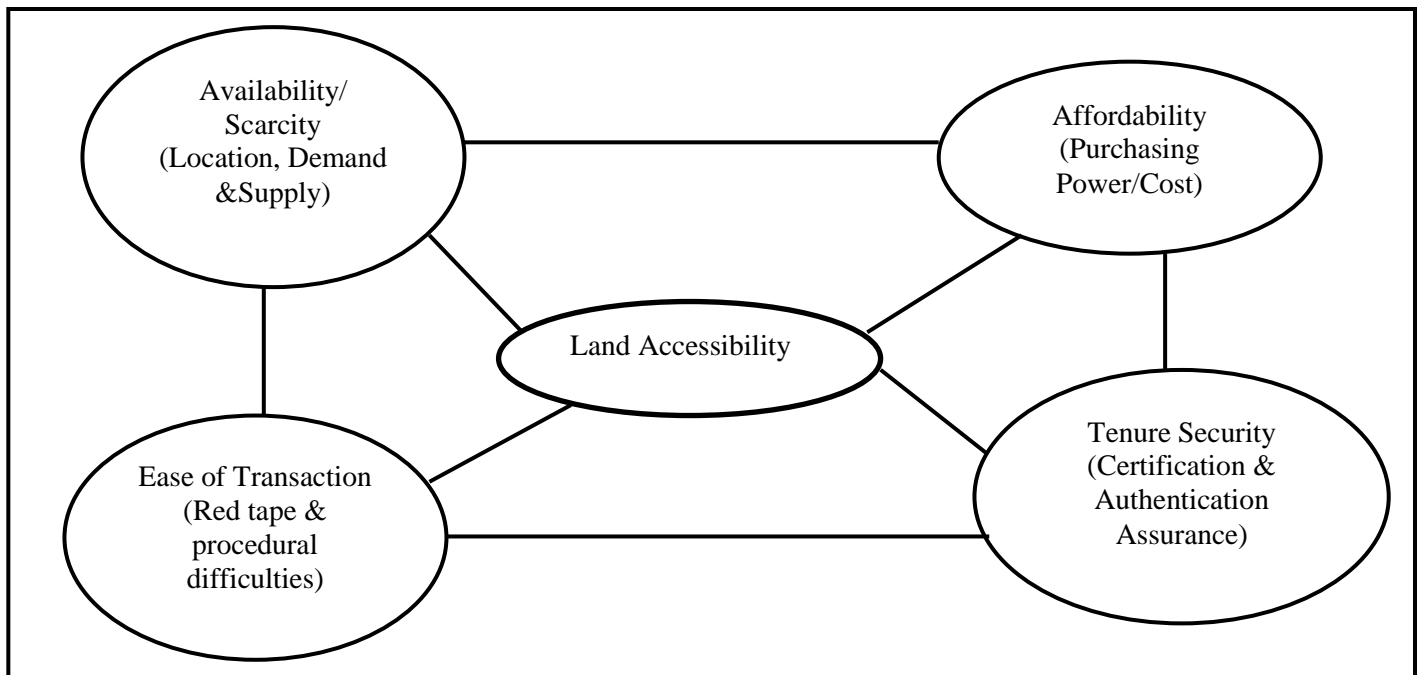 Availability/
Scarcity
(Location, Demand
&Supply)
Affordability
(Purchasing
Power/Cost)
Land Accessibility
Ease of Transaction
(Red tape &
procedural
difficulties)
Tenure Security
(Certification &
Authentication
Assurance)